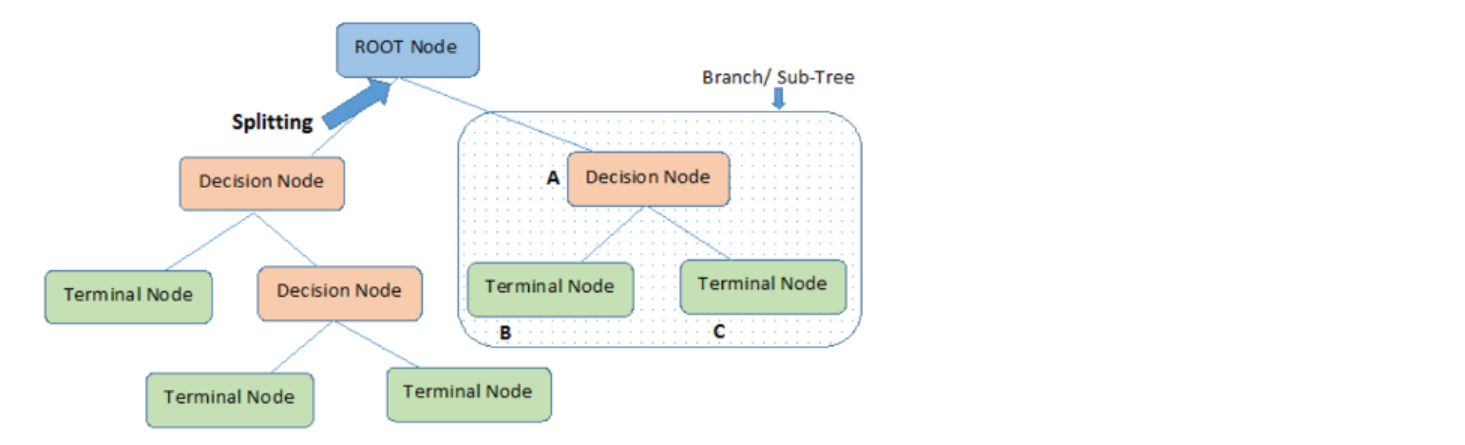 ROOT Node
Branch/ Sub-Tree
Splitting
Decision Node
A
Decision Node
Terminal Node
Decision Node
Terminal Node
Terminal Node
B
C
Terminal Node
Terminal Node